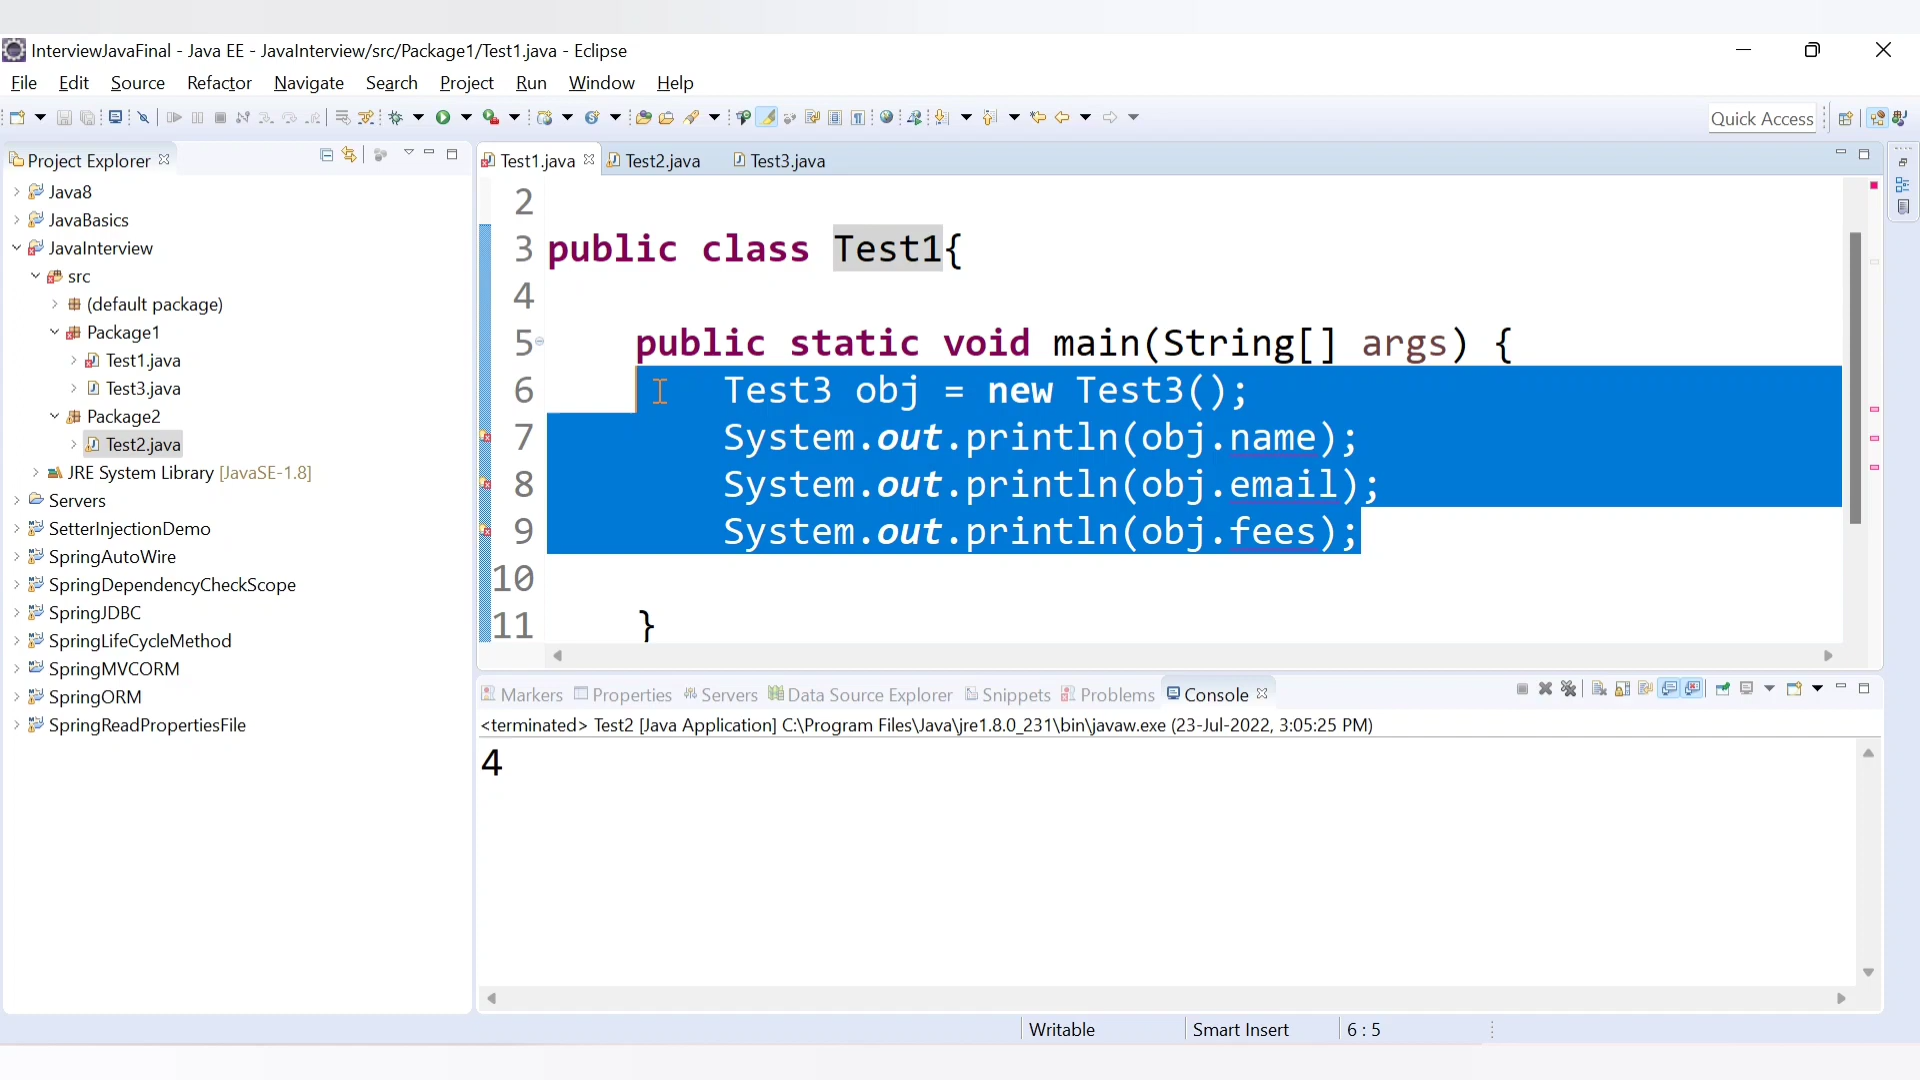 InterviewJavaFinal - Java EE - JavaInterview/src/Package1/Test1.java - Eclipse
File Edit Source Refactor Navigate Search Project Run Window Help
Quick Access
Project Explorer
Java8
JavaBasics
JavaInterview
src
(default package)
Package1
Test1.java
Test3.java
Package2
Test2.java
JRE System Library [JavaSE-1.8]
Servers
SetterInjectionDemo
SpringAutoWire
SpringDependencyCheckScope
SpringJDBC
SpringLifeCycleMethod
SpringMVCORM
SpringORM
SpringReadPropertiesFile
Test1.java Test2.java Test3.java
2
3 public class Test1{
4
5 public static void main(String[] args) {
6 Test3 obj = new Test3();
7 System.out.println(obj.name);
8 System.out.println(obj.email);
9 System.out.println(obj.fees);
10
11 }
Markers Properties Servers Data Source Explorer Snippets Problems Console
<terminated> Test2 [Java Application] C:\Program Files\Java\jre1.8.0_231\bin\javaw.exe (23-Jul-2022, 3:05:25 PM)
4
Writable Smart Insert 6 : 5